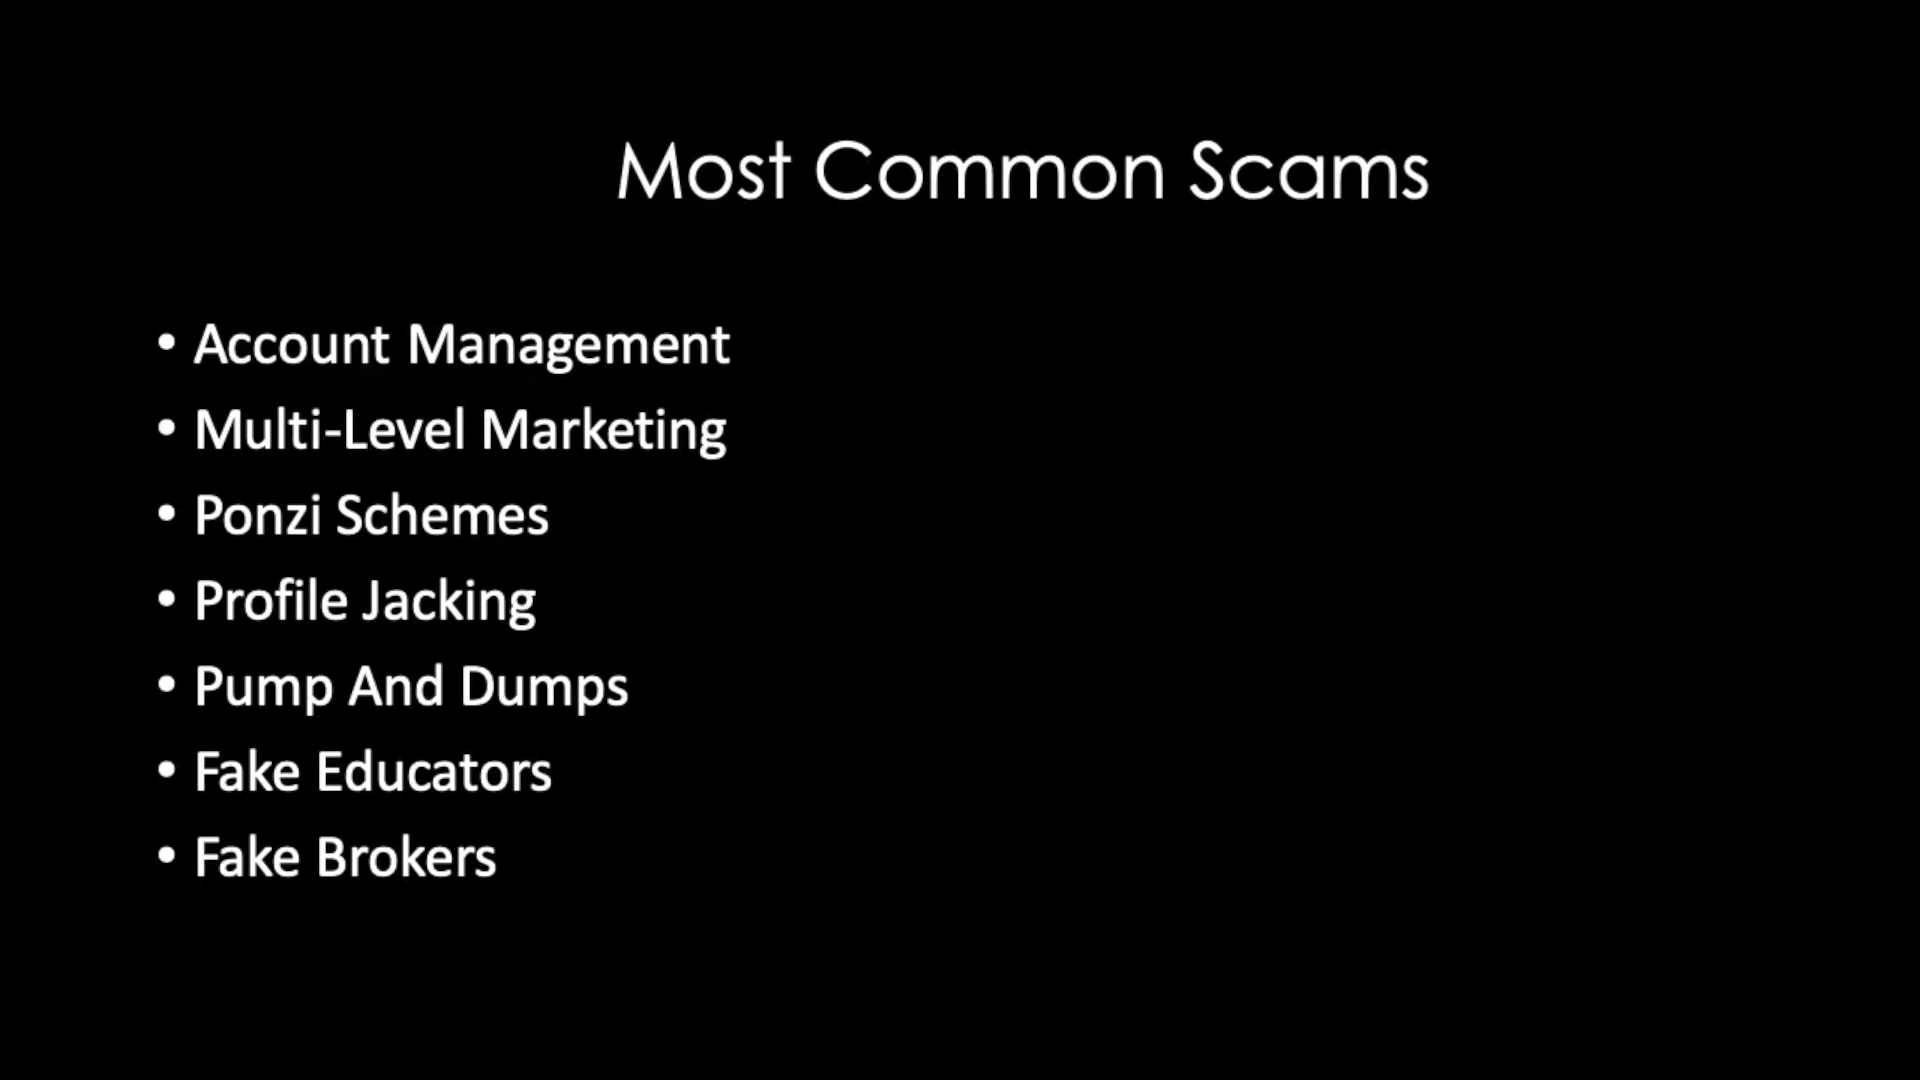 Most Common Scams
• Account Management
• Multi-Level Marketing
• Ponzi Schemes
• Profile Jacking
• Pump And Dumps
• Fake Educators
• Fake Brokers